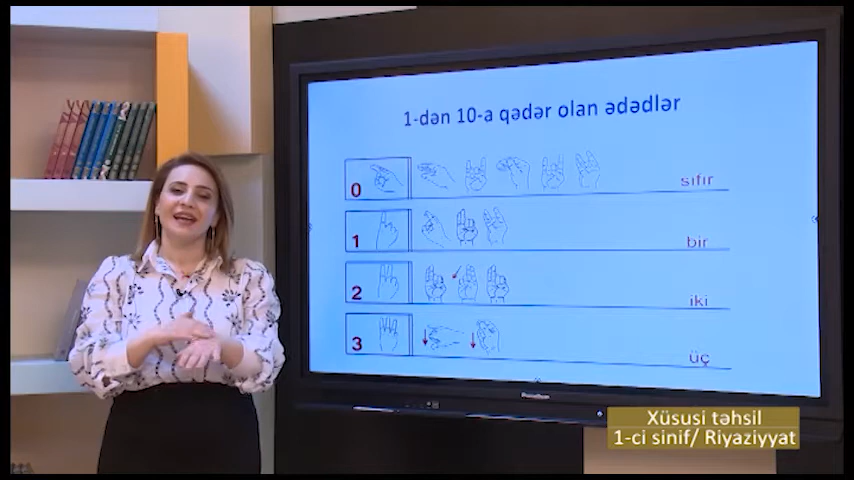 1-dən 10-a qədər olan ədədlər
0 sıfır
1 bir
2 iki
3 üç
Xüsusi təhsil
1-ci sinif/ Riyaziyyat